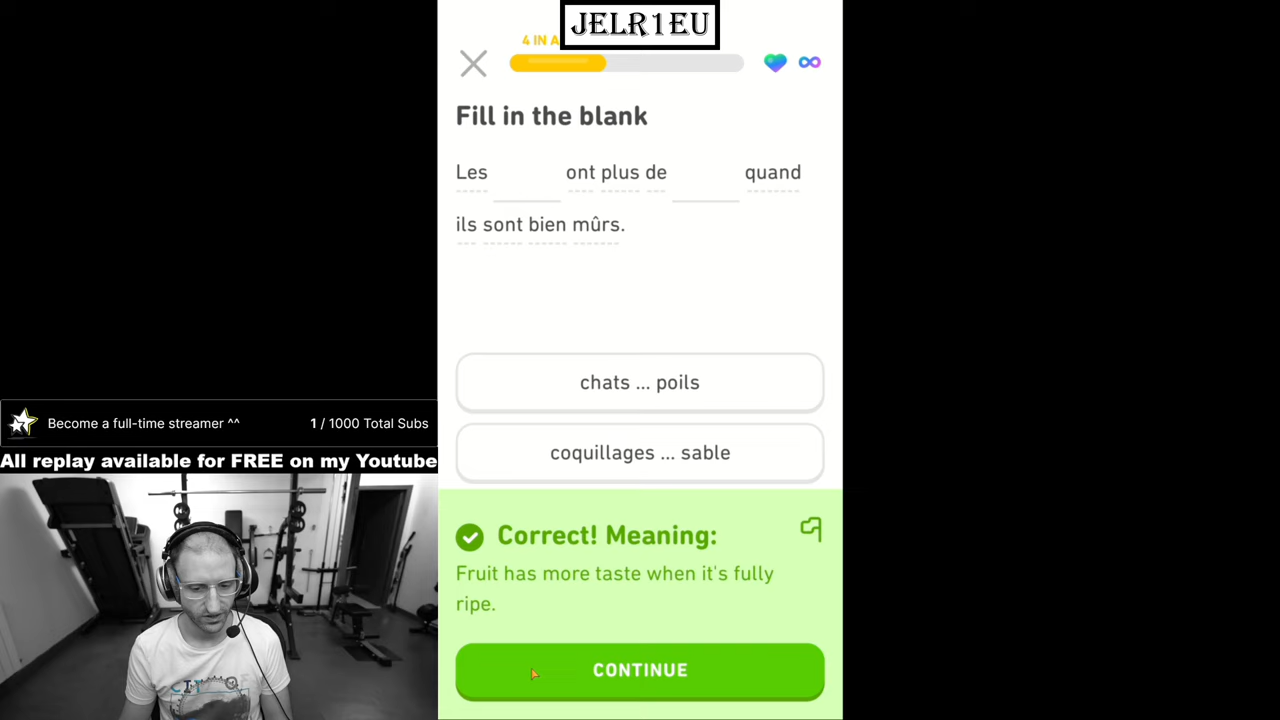 JELR1EU
4 IN A
Fill in the blank
Les ______ ont plus de ______ quand
ils sont bien mûrs.
chats ... poils
coquillages ... sable
Become a full-time streamer ^^ 1 / 1000 Total Subs
All replay available for FREE on my Youtube
Correct! Meaning:
Fruit has more taste when it's fully
ripe.
CONTINUE